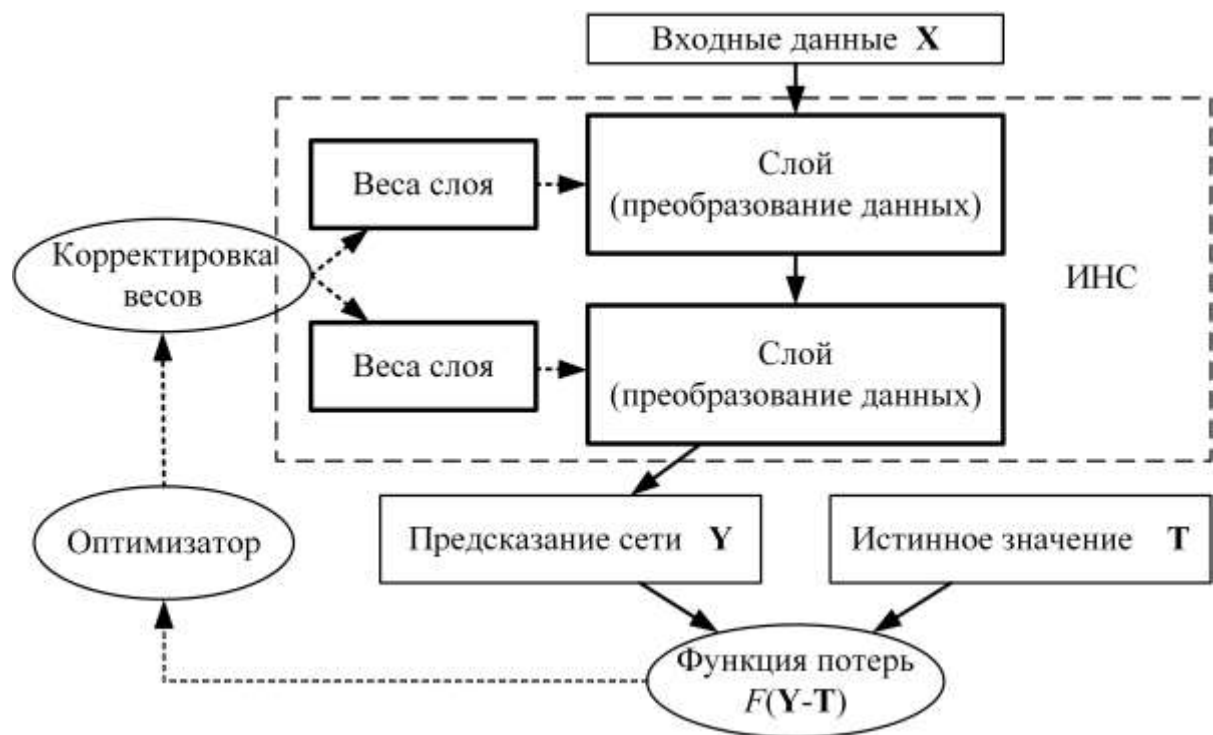 Входные данные X
Слой
(преобразование данных)
Веса слоя
Корректировка
весов
ИНС
Веса слоя
Слой
(преобразование данных)
Оптимизатор
Предсказание сети Y
Истинное значение T
Функция потерь
F(Y-T)